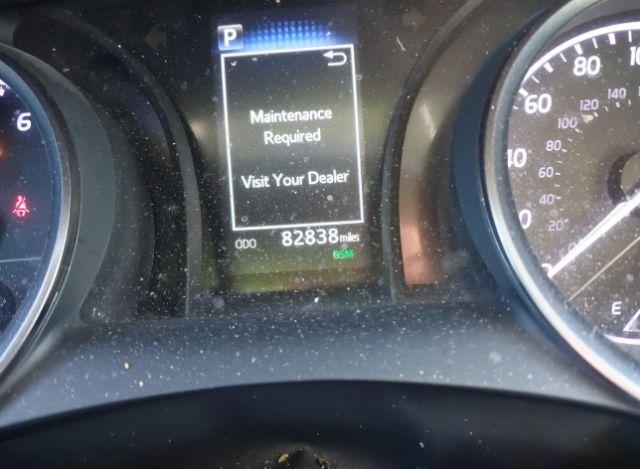 P
Maintenance
Required
Visit Your Dealer
ODO 82838 miles
BSM
6
60
80
100
120
140
80
60
40
20
0
E